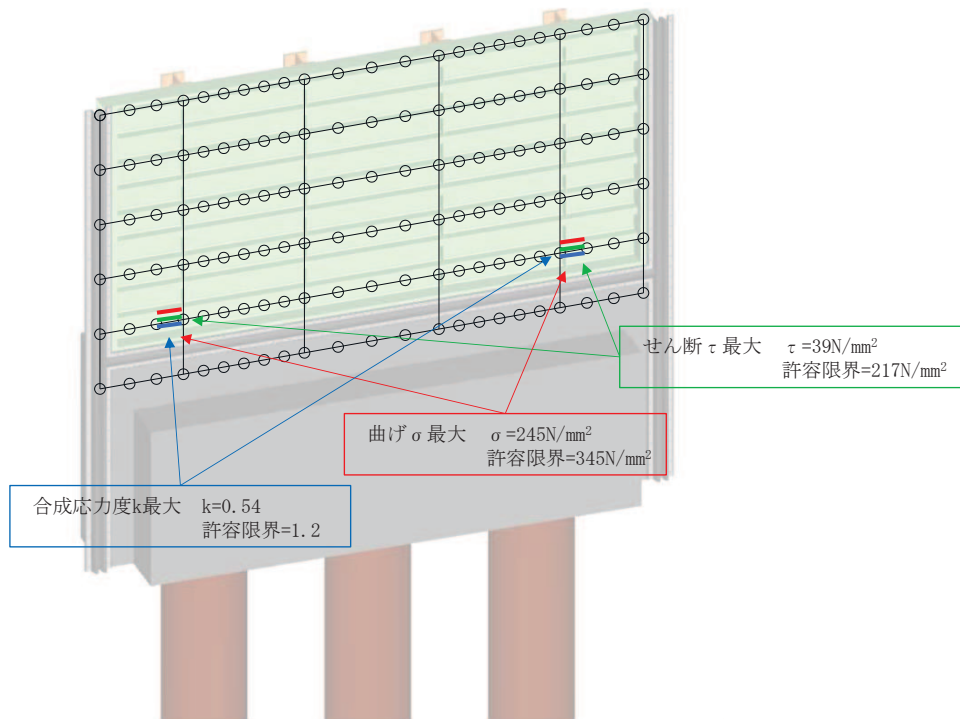 せん断τ最大 τ=39N/mm²
許容限界=217N/mm²
曲げσ最大 σ=245N/mm²
許容限界=345N/mm²
合成応力度k最大 k=0.54
許容限界=1.2